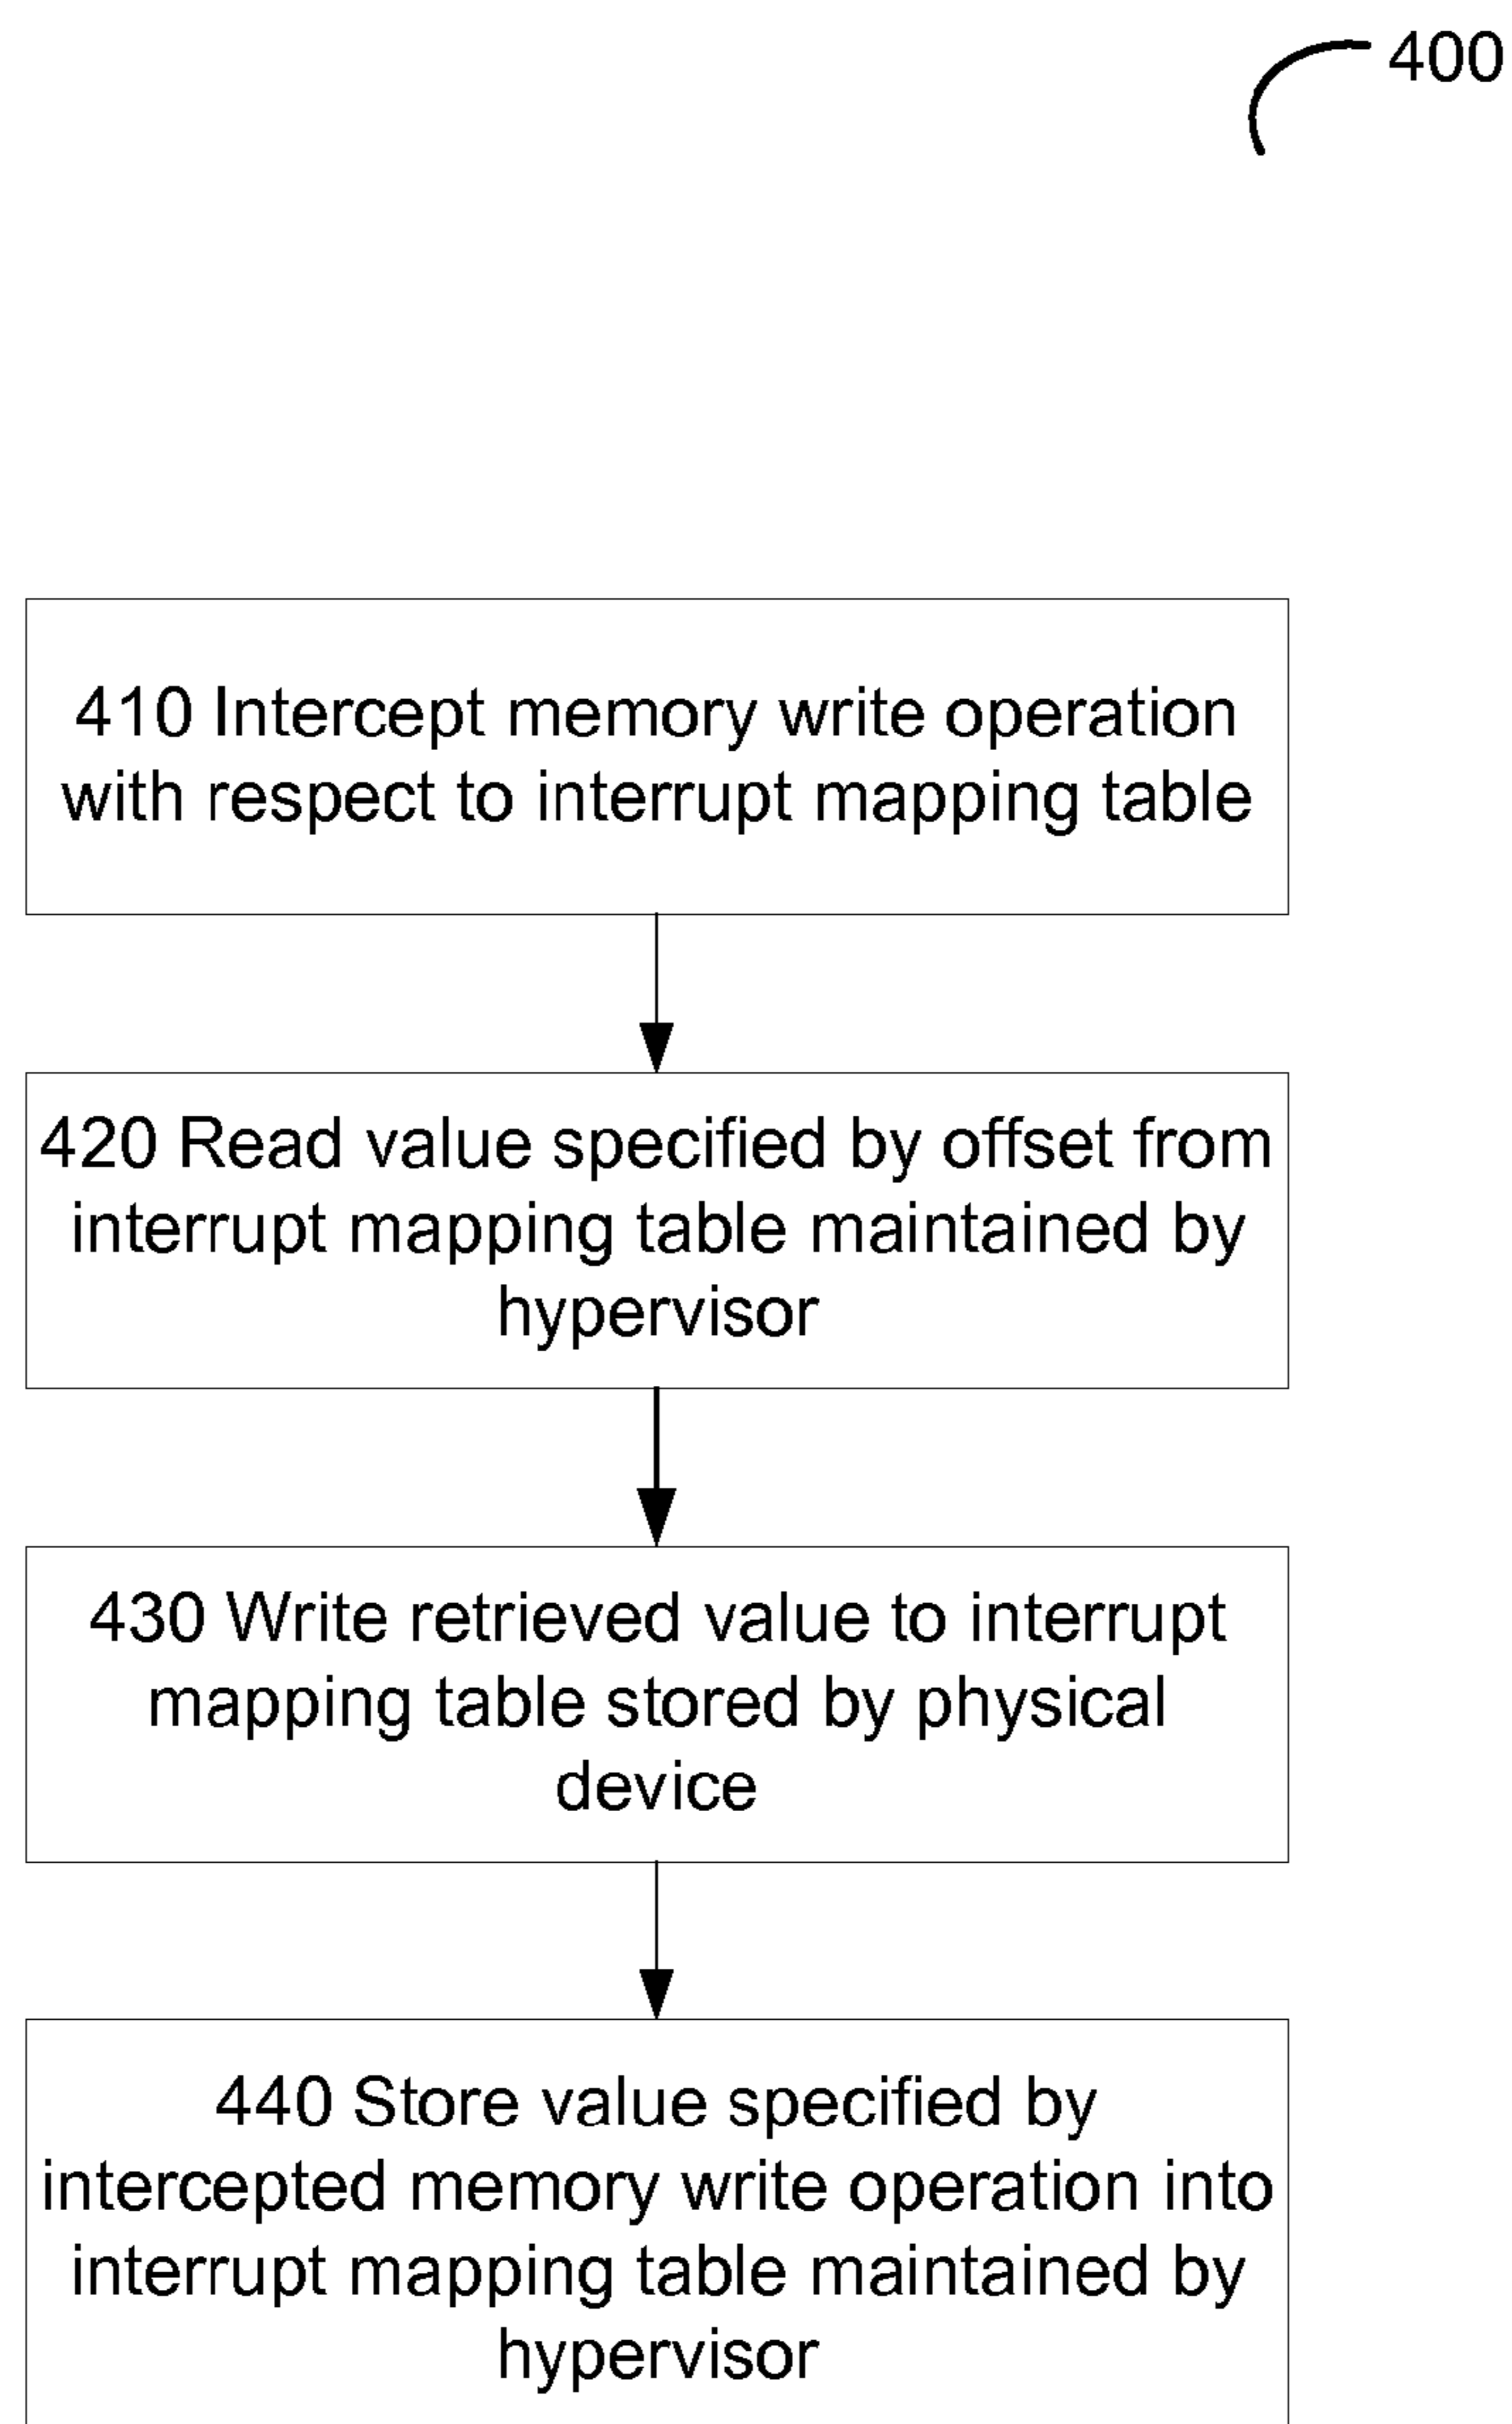 400
410 Intercept memory write operation
with respect to interrupt mapping table
420 Read value specified by offset from
interrupt mapping table maintained by
hypervisor
430 Write retrieved value to interrupt
mapping table stored by physical
device
440 Store value specified by
intercepted memory write operation into
interrupt mapping table maintained by
hypervisor